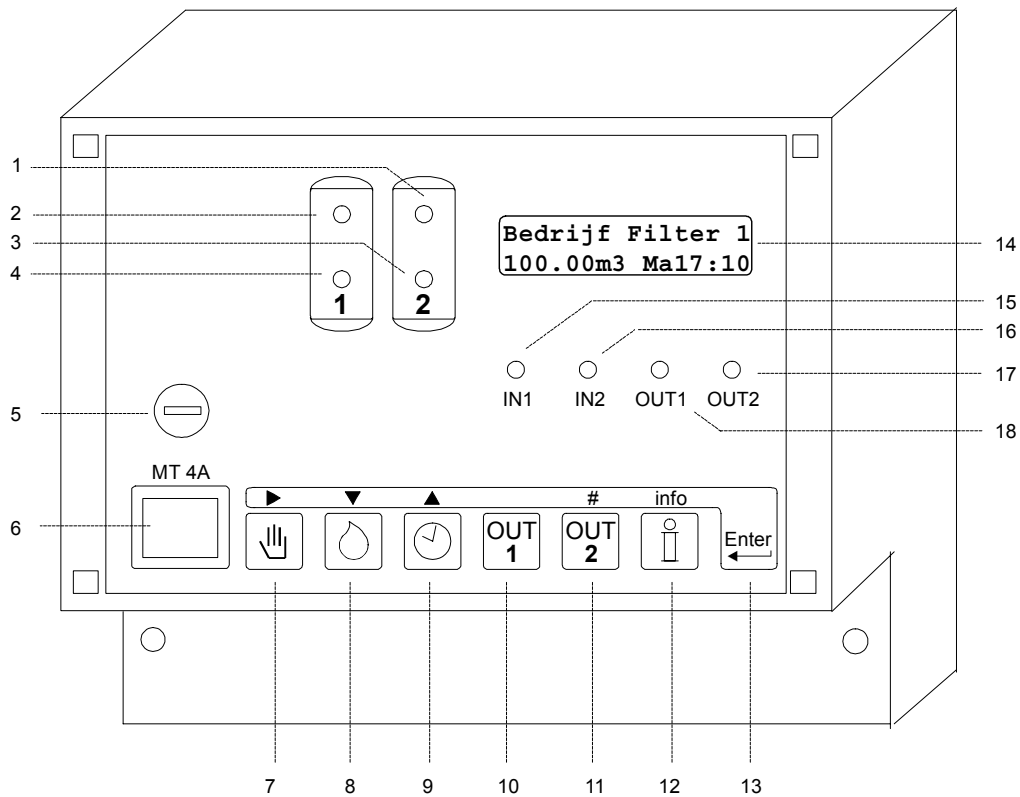 1
2
3
4
1 2
Bedrijf Filter 1
100.00m3 Ma17:10
14
15
16
17
18
IN1 IN2 OUT1 OUT2
5
MT 4A
6
▶ ▼ ▲ # info
OUT 1
OUT 2
Enter
7 8 9 10 11 12 13